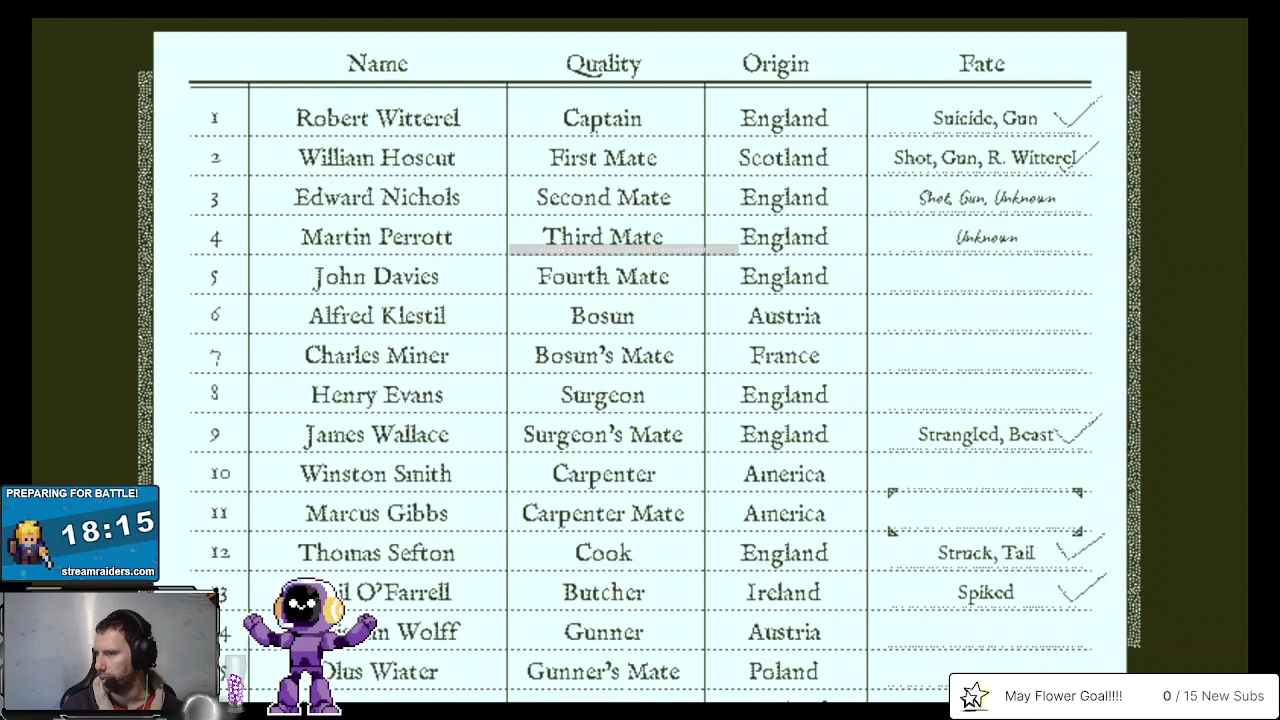 Name Quality Origin Fate
1 Robert Witterel Captain England Suicide, Gun
2 William Hoscut First Mate Scotland Shot, Gun, R. Witterel
3 Edward Nichols Second Mate England Shot, Gun, Unknown
4 Martin Perrott Third Mate England Unknown
5 John Davies Fourth Mate England
6 Alfred Klestil Bosun Austria
7 Charles Miner Bosun's Mate France
8 Henry Evans Surgeon England
9 James Wallace Surgeon's Mate England Strangled, Beast
10 Winston Smith Carpenter America
11 Marcus Gibbs Carpenter Mate America
12 Thomas Sefton Cook England Struck, Tail
3 il O'Farrell Butcher Ireland Spiked
4 n Wolff Gunner Austria
Olus Wiater Gunner's Mate Poland
PREPARING FOR BATTLE!
18:15
streamraiders.com
May Flower Goal!!!! 0 / 15 New Subs